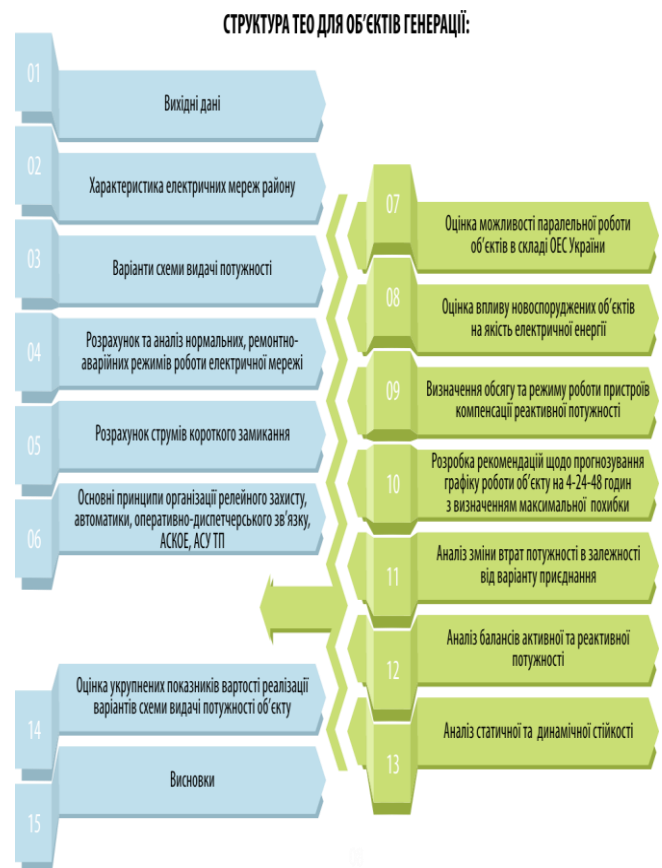 СТРУКТУРА ТЕО ДЛЯ ОБ'ЄКТІВ ГЕНЕРАЦІЇ:
01
Вихідні дані
02
Характеристика електричних мереж району
03
Варіанти схеми видачі потужності
04
Розрахунок та аналіз нормальних, ремонтно-
аварійних режимів роботи електричної мережі
05
Розрахунок струмів короткого замикання
06
Основні принципи організації релейного захисту,
автоматики, оперативно-диспетчерського зв'язку,
АСКОЕ, АСУ ТП
07
Оцінка можливості паралельної роботи
об'єктів в складі ОЕС України
08
Оцінка впливу новоспоруджених об'єктів
на якість електричної енергії
09
Визначення обсягу та режиму роботи пристроїв
компенсації реактивної потужності
10
Розробка рекомендацій щодо прогнозування
графіку роботи об'єкту на 4-24-48 годин
з визначенням максимальної похибки
11
Аналіз зміни втрат потужності в залежності
від варіанту приєднання
12
Аналіз балансів активної та реактивної
потужності
13
Аналіз статичної та динамічної стійкості
14
Оцінка укрупнених показників вартості реалізації
варіантів схеми видачі потужності об'єкту
15
Висновки